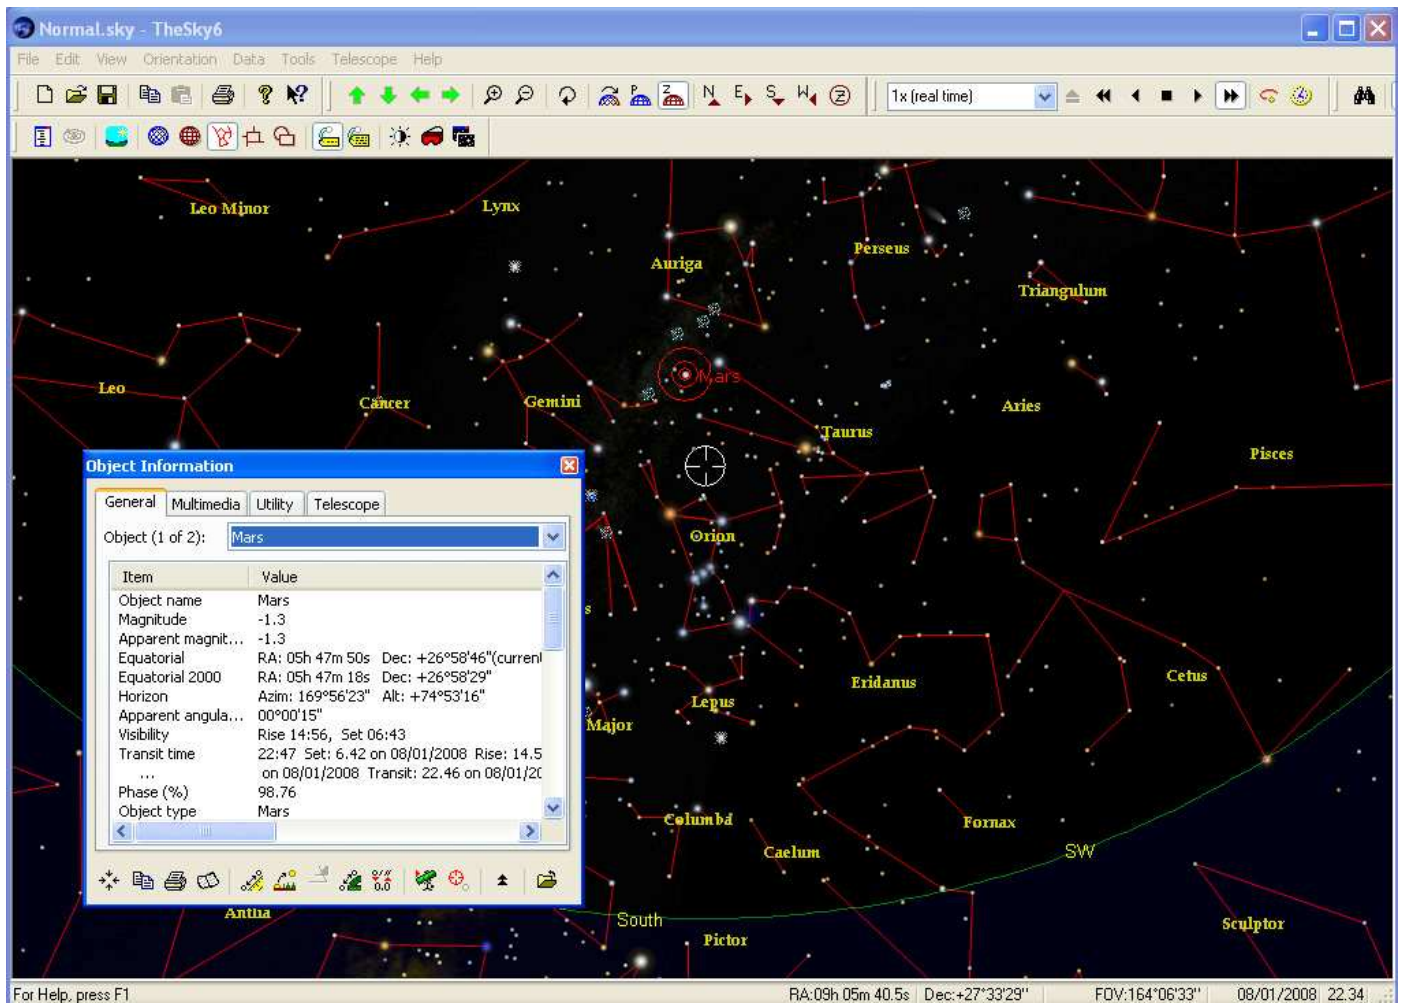 Normal.sky - TheSky6
File Edit View Orientation Data Tools Telescope Help
1x (real time)
Leo Minor
Lynx
Auriga
Perseus
Triangulum
Leo
Cancer
Gemini
Mars
Taurus
Aries
Pisces
Orion
Eridanus
Cetus
Lepus
Major
Columba
Caelum
Fornax
SW
South
Pictor
Sculptor
Antlia
Object Information
General Multimedia Utility Telescope
Object (1 of 2): Mars
Item Value
Object name Mars
Magnitude -1.3
Apparent magnit... -1.3
Equatorial RA: 05h 47m 50s Dec: +26°58'46"(current
Equatorial 2000 RA: 05h 47m 18s Dec: +26°58'29"
Horizon Azim: 169°56'23" Alt: +74°53'16"
Apparent angula... 00°00'15"
Visibility Rise 14:56, Set 06:43
Transit time 22:47 Set: 6.42 on 08/01/2008 Rise: 14.5
... on 08/01/2008 Transit: 22.46 on 08/01/20
Phase (%) 98.76
Object type Mars
For Help, press F1
RA:09h 05m 40.5s Dec:+27°33'29" FOV:164°06'33" 08/01/2008 22.34